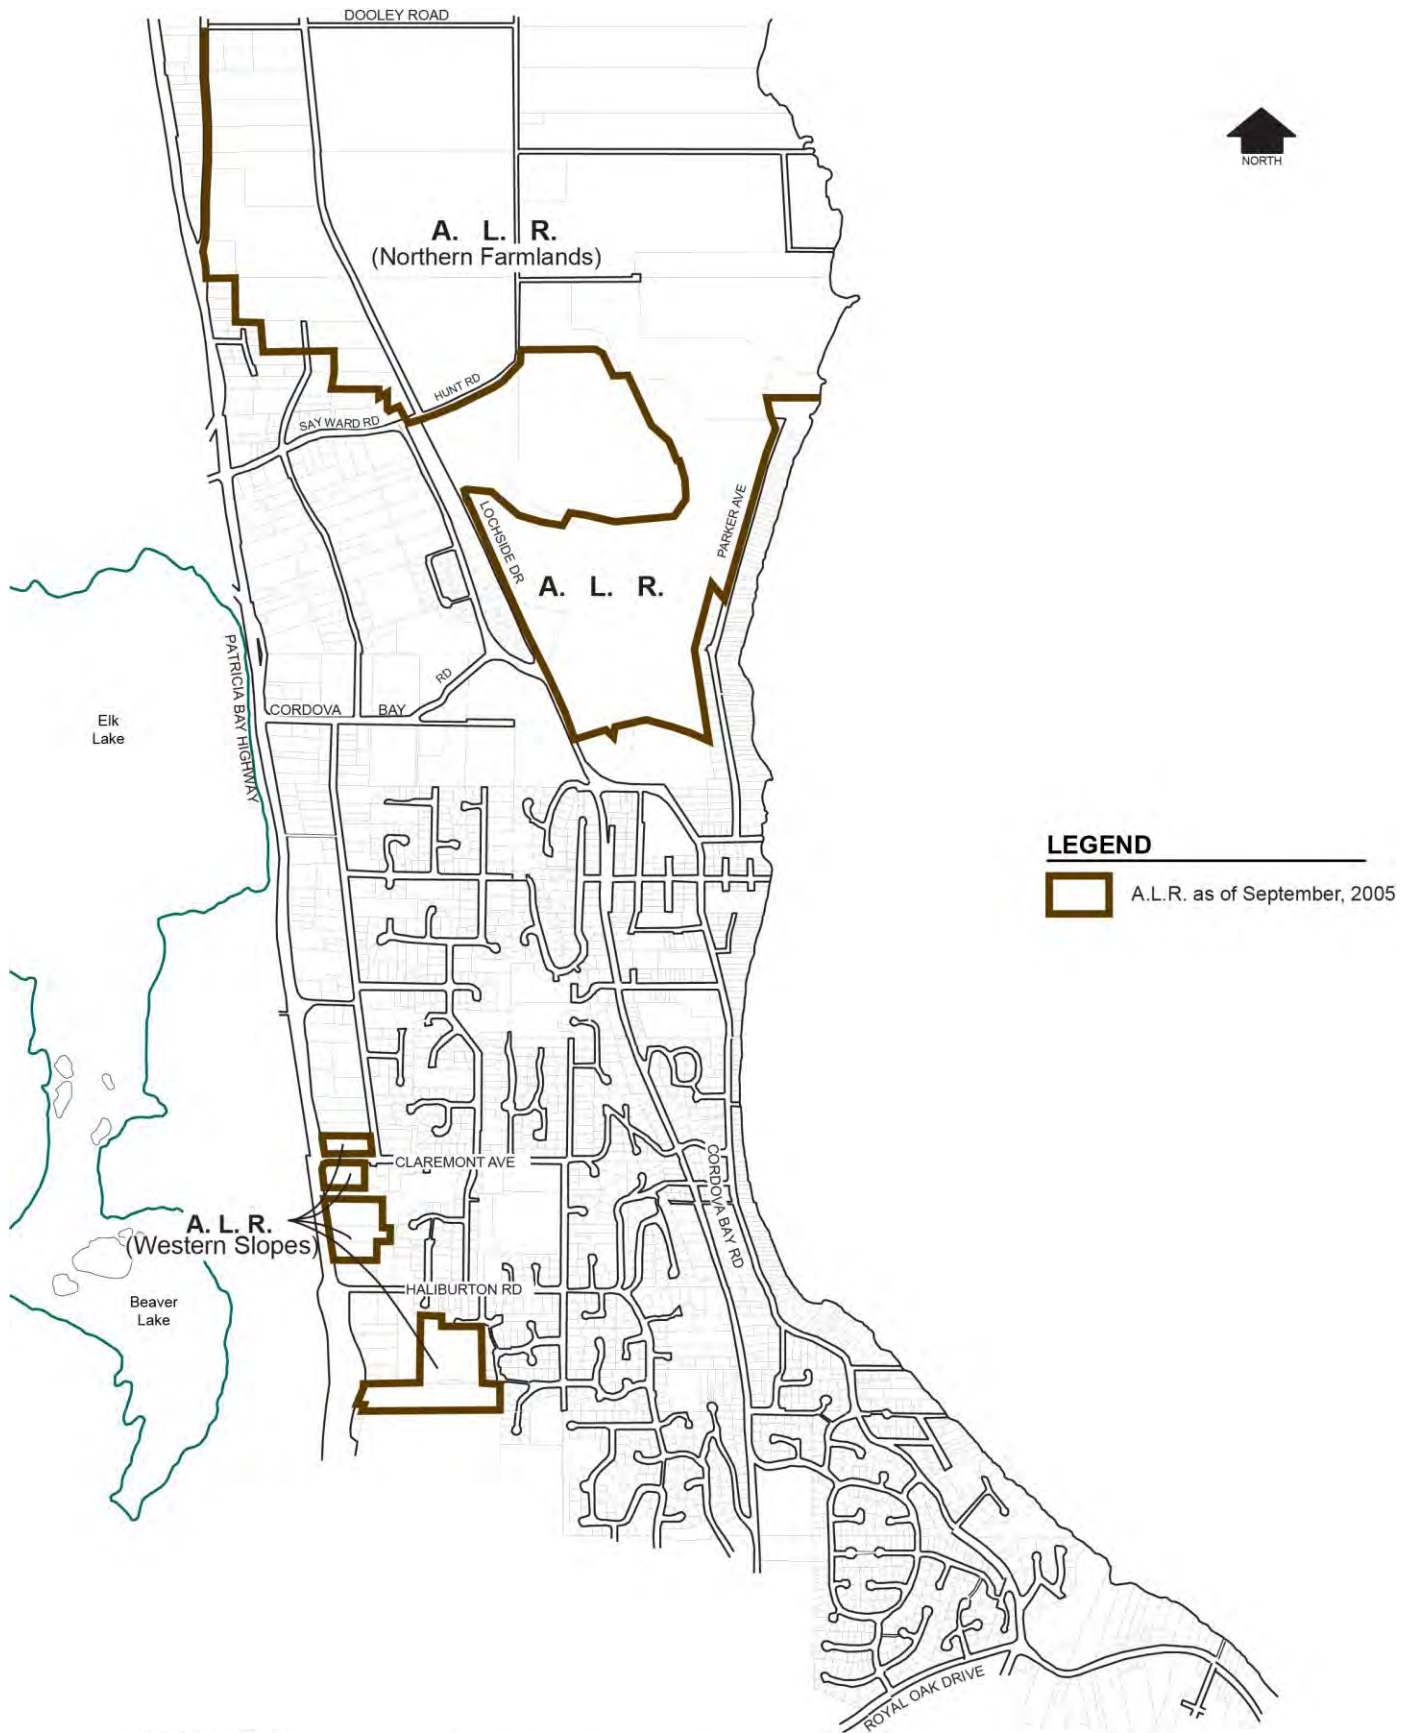 DOOLEY ROAD
NORTH
A. L. R.
(Northern Farmlands)
HUNT RD
SAY WARD RD
LOCHSIDE DR
PARKER AVE
A. L. R.
PATRICIA BAY HIGHWAY
RD
CORDOVA BAY
Elk
Lake
LEGEND
A.L.R. as of September, 2005
CLAREMONT AVE
CORDOVA BAY RD
A. L. R.
(Western Slopes)
HALIBURTON RD
Beaver
Lake
ROYAL OAK DRIVE